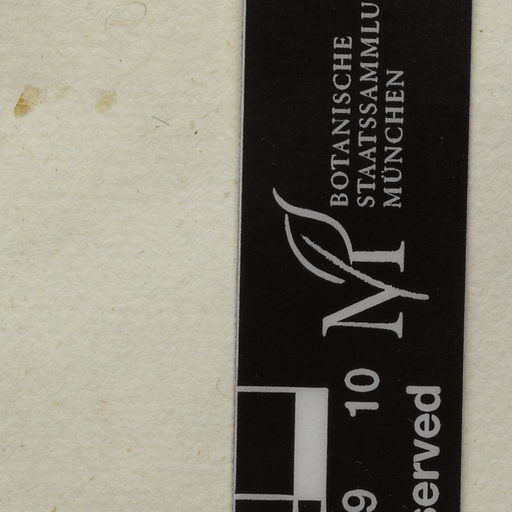 BOTANISCHE
STAATSSAMMLU
MÜNCHEN
M
9 10
served